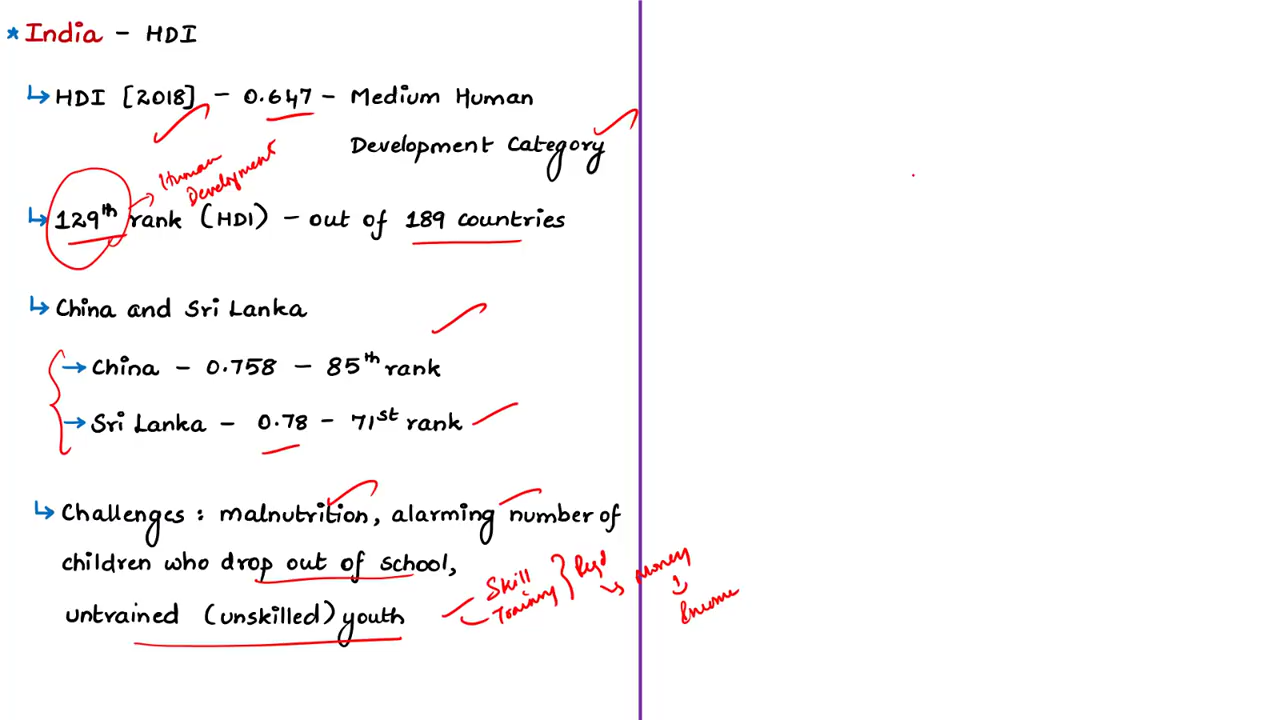 * India - HDI
↳ HDI [2018] - 0.647 - Medium Human
Development Category
Human
Development
↳ 129th rank (HDI) - out of 189 countries
↳ China and Sri Lanka
→ China - 0.758 - 85th rank
→ Sri Lanka - 0.78 - 71st rank
↳ Challenges : malnutrition, alarming number of
children who drop out of school,
untrained (unskilled) youth
Skill
Training
Money